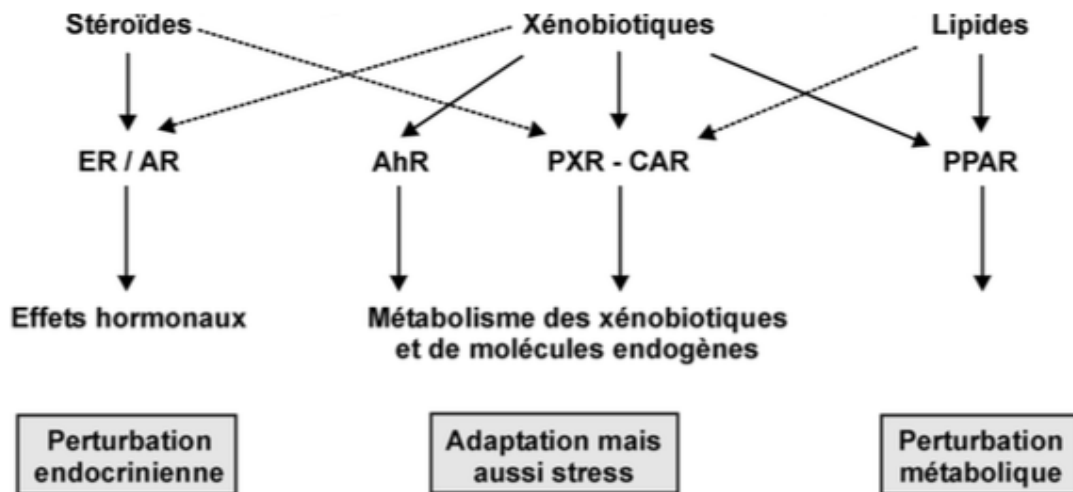 Stéroïdes
Xénobiotiques
Lipides
ER / AR
AhR
PXR - CAR
PPAR
Effets hormonaux
Métabolisme des xénobiotiques
et de molécules endogènes
Perturbation
endocrinienne
Adaptation mais
aussi stress
Perturbation
métabolique